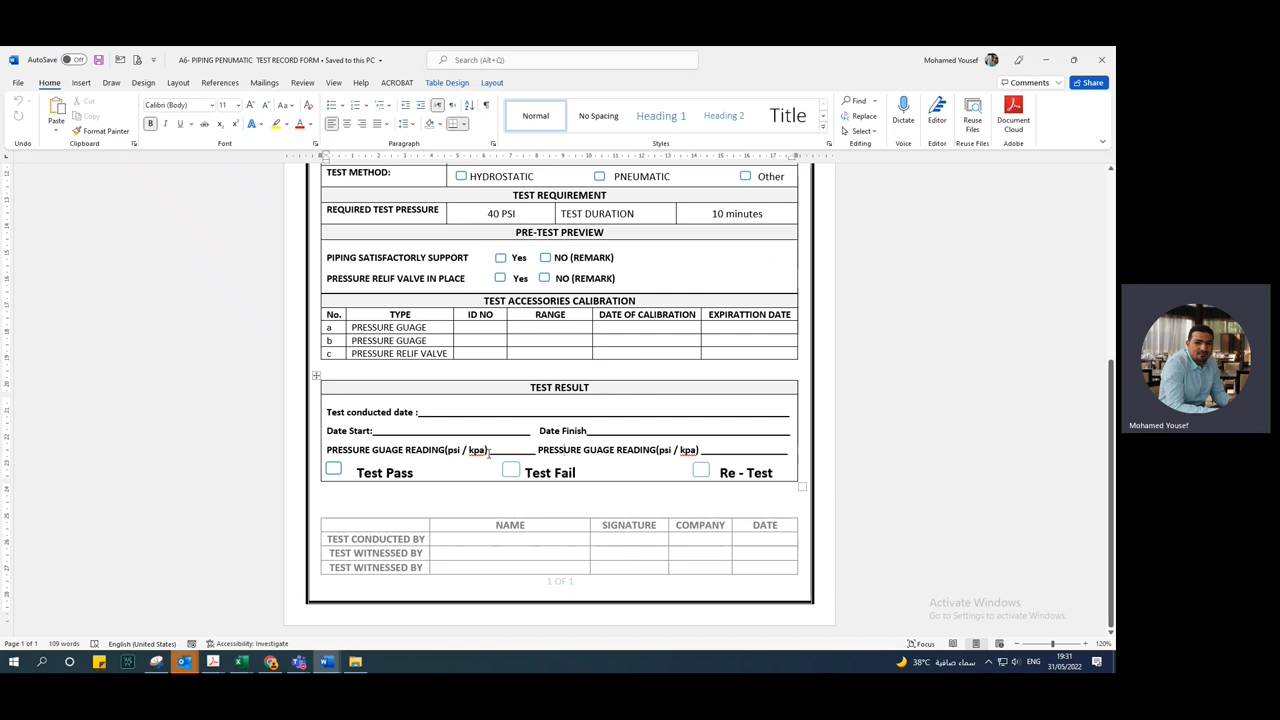 AutoSave Off A6- PIPING PENUMATIC TEST RECORD FORM • Saved to this PC Search (Alt+Q) Mohamed Yousef
File Home Insert Draw Design Layout References Mailings Review View Help ACROBAT Table Design Layout Comments Share
Paste Cut Copy Format Painter Calibri (Body) 11 Normal No Spacing Heading 1 Heading 2 Title Find Replace Select Dictate Editor Reuse Files Document Cloud
Undo Clipboard Font Paragraph Styles Editing Voice Editor Reuse Files Adobe
TEST METHOD: HYDROSTATIC PNEUMATIC Other
TEST REQUIREMENT
REQUIRED TEST PRESSURE 40 PSI TEST DURATION 10 minutes
PRE-TEST PREVIEW
PIPING SATISFACTORLY SUPPORT Yes NO (REMARK)
PRESSURE RELIF VALVE IN PLACE Yes NO (REMARK)
TEST ACCESSORIES CALIBRATION
No. TYPE ID NO RANGE DATE OF CALIBRATION EXPIRATTION DATE
a PRESSURE GUAGE
b PRESSURE GUAGE
c PRESSURE RELIF VALVE
TEST RESULT
Test conducted date :
Date Start: Date Finish
PRESSURE GUAGE READING(psi / kpa) PRESSURE GUAGE READING(psi / kpa)
Test Pass Test Fail Re - Test
NAME SIGNATURE COMPANY DATE
TEST CONDUCTED BY
TEST WITNESSED BY
TEST WITNESSED BY
1 OF 1
Activate Windows
Go to Settings to activate Windows.
Page 1 of 1 109 words English (United States) Accessibility: Investigate Focus 120%
38°C سماء صافية ENG 19:31
31/05/2022
Mohamed Yousef